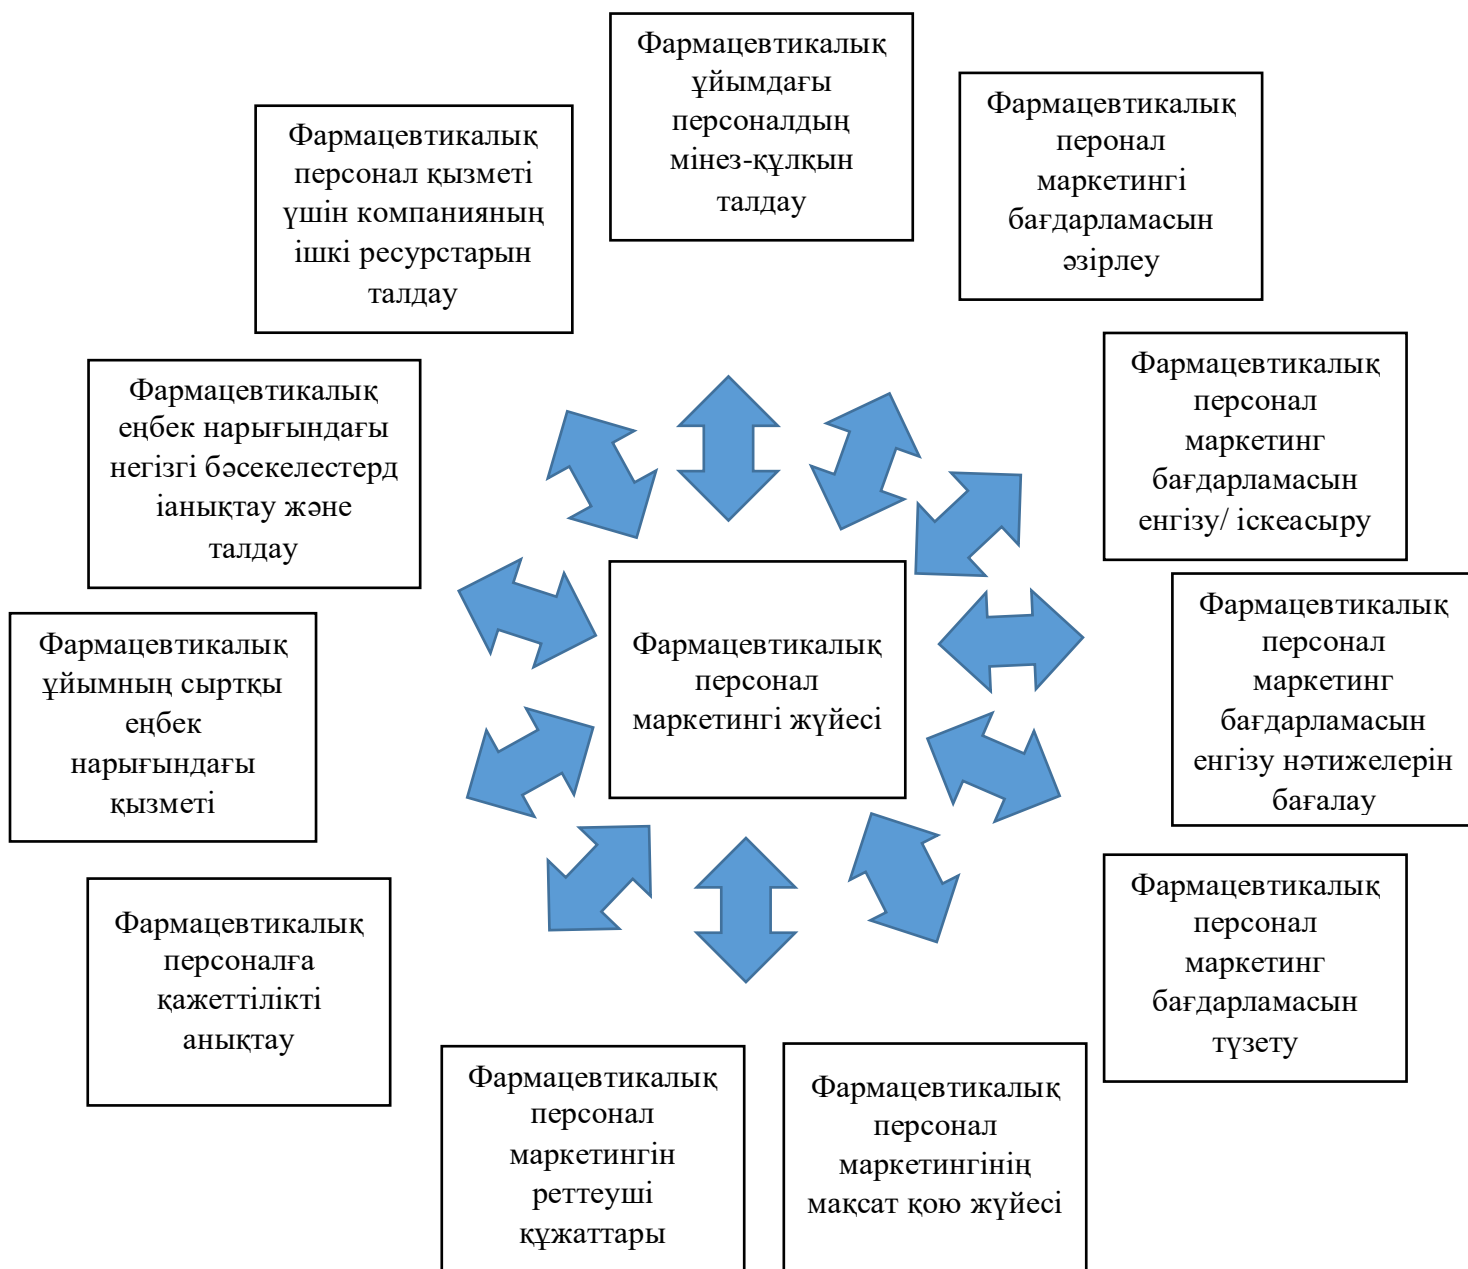 Фармацевтикалық
ұйымдағы
персоналдың
мінез-құлқын
талдау
Фармацевтикалық
перонал
маркетингі
бағдарламасын
әзірлеу
Фармацевтикалық
персонал қызметі
үшін компанияның
ішкі ресурстарын
талдау
Фармацевтикалық
персонал
маркетинг
бағдарламасын
енгізу/ іскеасыру
Фармацевтикалық
еңбек нарығындағы
негізгі бәсекелестерд
іанықтау және
талдау
Фармацевтикалық
персонал
маркетинг
бағдарламасын
енгізу нәтижелерін
бағалау
Фармацевтикалық
ұйымның сыртқы
еңбек
нарығындағы
қызметі
Фармацевтикалық
персонал
маркетингі жүйесі
Фармацевтикалық
персонал
маркетинг
бағдарламасын
түзету
Фармацевтикалық
персоналға
қажеттілікті
анықтау
Фармацевтикалық
персонал
маркетингін
реттеуші
құжаттары
Фармацевтикалық
персонал
маркетингінің
мақсат қою жүйесі